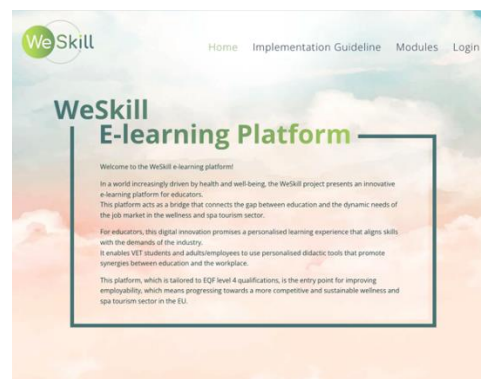 WeSkill
Home Implementation Guideline Modules Login
WeSkill
E-learning Platform
Welcome to the WeSkill e-learning platform!
In a world increasingly driven by health and well-being, the WeSkill project presents an innovative
e-learning platform for educators.
This platform acts as a bridge that connects the gap between education and the dynamic needs of
the job market in the wellness and spa tourism sector.
For educators, this digital innovation promises a personalised learning experience that aligns skills
with the demands of the industry.
It enables VET students and adults/employees to use personalised didactic tools that promote
synergies between education and the workplace.
This platform, which is tailored to EQF level 4 qualifications, is the entry point for improving
employability, which means progressing towards a more competitive and sustainable wellness and
spa tourism sector in the EU.